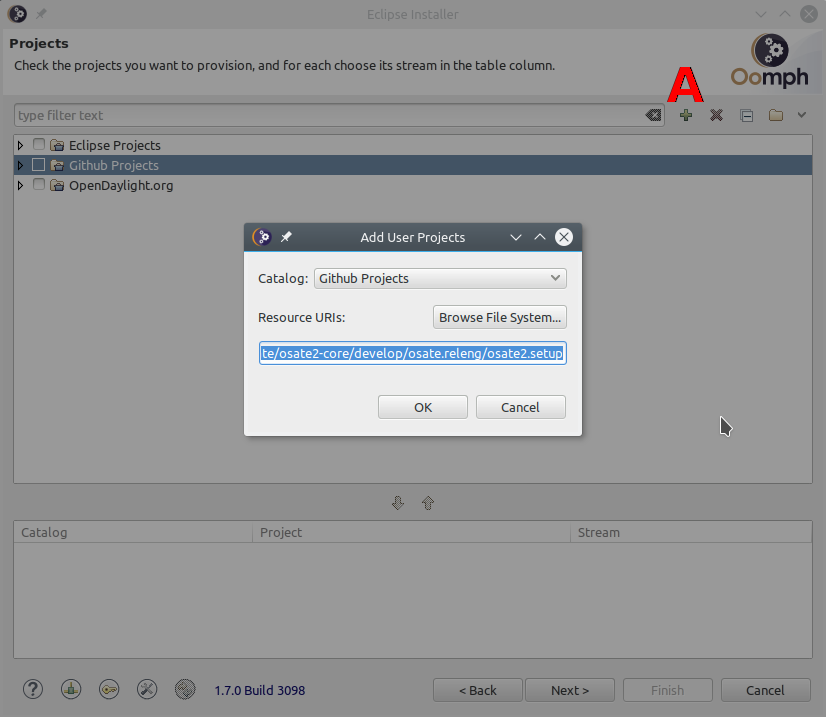 Eclipse Installer
Projects
Check the projects you want to provision, and for each choose its stream in the table column.
Oomph
A
type filter text
Eclipse Projects
Github Projects
OpenDaylight.org
Add User Projects
Catalog: Github Projects
Resource URIs: Browse File System...
te/osate2-core/develop/osate.releng/osate2.setup
OK Cancel
Catalog Project Stream
? 1.7.0 Build 3098 < Back Next > Finish Cancel